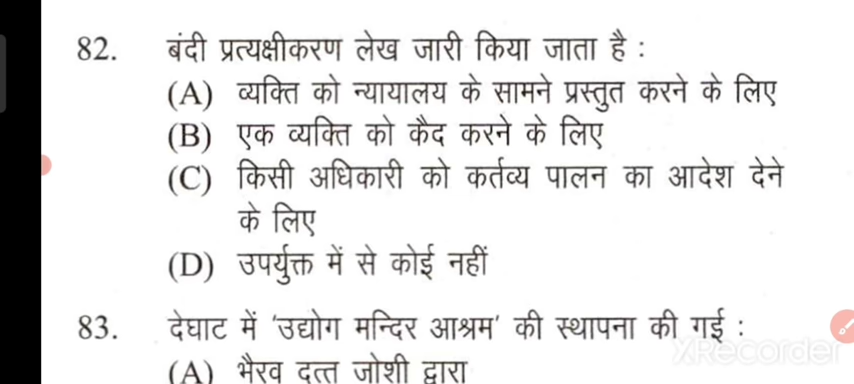 82. बंदी प्रत्यक्षीकरण लेख जारी किया जाता है :
(A) व्यक्ति को न्यायालय के सामने प्रस्तुत करने के लिए
(B) एक व्यक्ति को कैद करने के लिए
(C) किसी अधिकारी को कर्तव्य पालन का आदेश देने
के लिए
(D) उपर्युक्त में से कोई नहीं
83. देघाट में 'उद्योग मन्दिर आश्रम' की स्थापना की गई :
XRecorder
(A) भैरव दत्त जोशी द्वारा